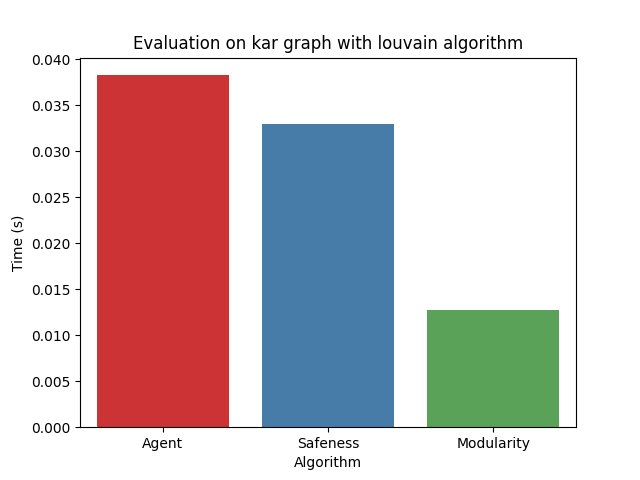 Evaluation on kar graph with louvain algorithm
0.040
0.035
0.030
0.025
0.020
0.015
0.010
0.005
0.000
Time (s)
Agent Safeness Modularity
Algorithm